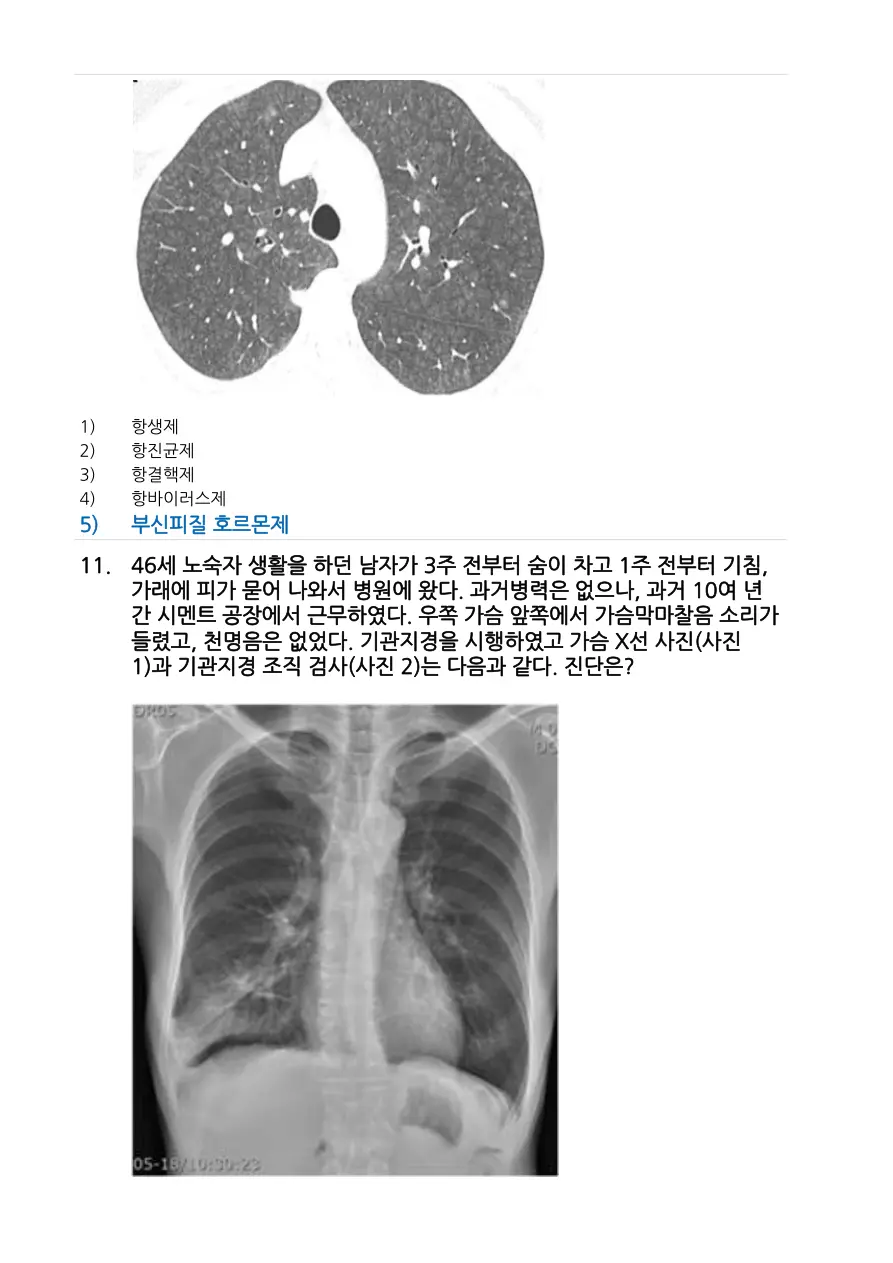 1) 항생제
2) 항진균제
3) 항결핵제
4) 항바이러스제
5) 부신피질 호르몬제
11. 46세 노숙자 생활을 하던 남자가 3주 전부터 숨이 차고 1주 전부터 기침,
가래에 피가 묻어 나와서 병원에 왔다. 과거병력은 없으나, 과거 10여 년
간 시멘트 공장에서 근무하였다. 우쪽 가슴 앞쪽에서 가슴막마찰음 소리가
들렸고, 천명음은 없었다. 기관지경을 시행하였고 가슴 X선 사진(사진
1)과 기관지경 조직 검사(사진 2)는 다음과 같다. 진단은?
05-18/10:30:23